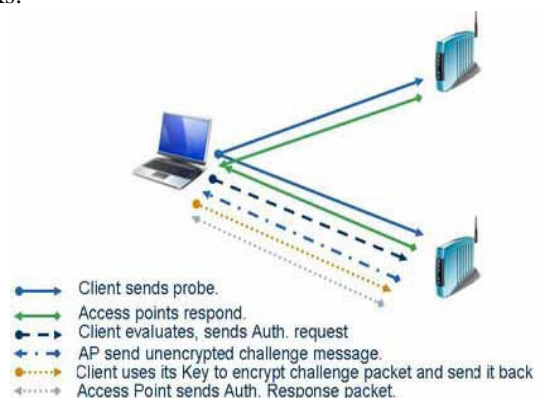 Client sends probe.
Access points respond.
Client evaluates, sends Auth. request
AP send unencrypted challenge message.
Client uses its Key to encrypt challenge packet and send it back
Access Point sends Auth. Response packet.